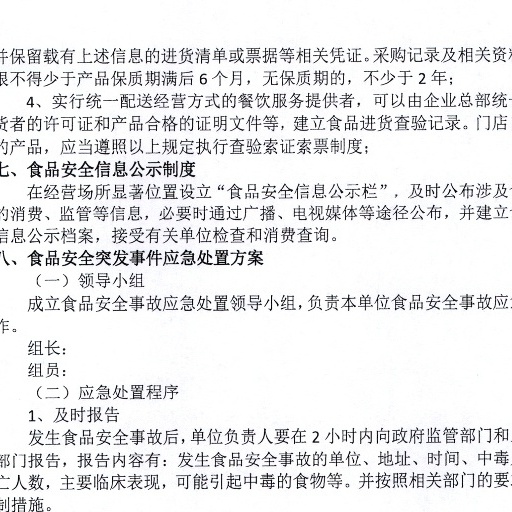 并保留载有上述信息的进货清单或票据等相关凭证。采购记录及相关资
限不得少于产品保质期满后6个月，无保质期的，不少于2年；
4、实行统一配送经营方式的餐饮服务提供者，可以由企业总部统
货者的许可证和产品合格的证明文件等，建立食品进货查验记录。门店
的产品，应当遵照以上规定执行查验索证索票制度；
七、食品安全信息公示制度
在经营场所显著位置设立“食品安全信息公示栏”，及时公布涉及
的消费、监管等信息，必要时通过广播、电视媒体等途径公布，并建立
信息公示档案，接受有关单位检查和消费查询。
八、食品安全突发事件应急处置方案
（一）领导小组
成立食品安全事故应急处置领导小组，负责本单位食品安全事故应
作。
组长：
组员：
（二）应急处置程序
1、及时报告
发生食品安全事故后，单位负责人要在2小时内向政府监管部门和
部门报告，报告内容有：发生食品安全事故的单位、地址、时间、中毒
亡人数，主要临床表现，可能引起中毒的食物等。并按照相关部门的要
制措施。